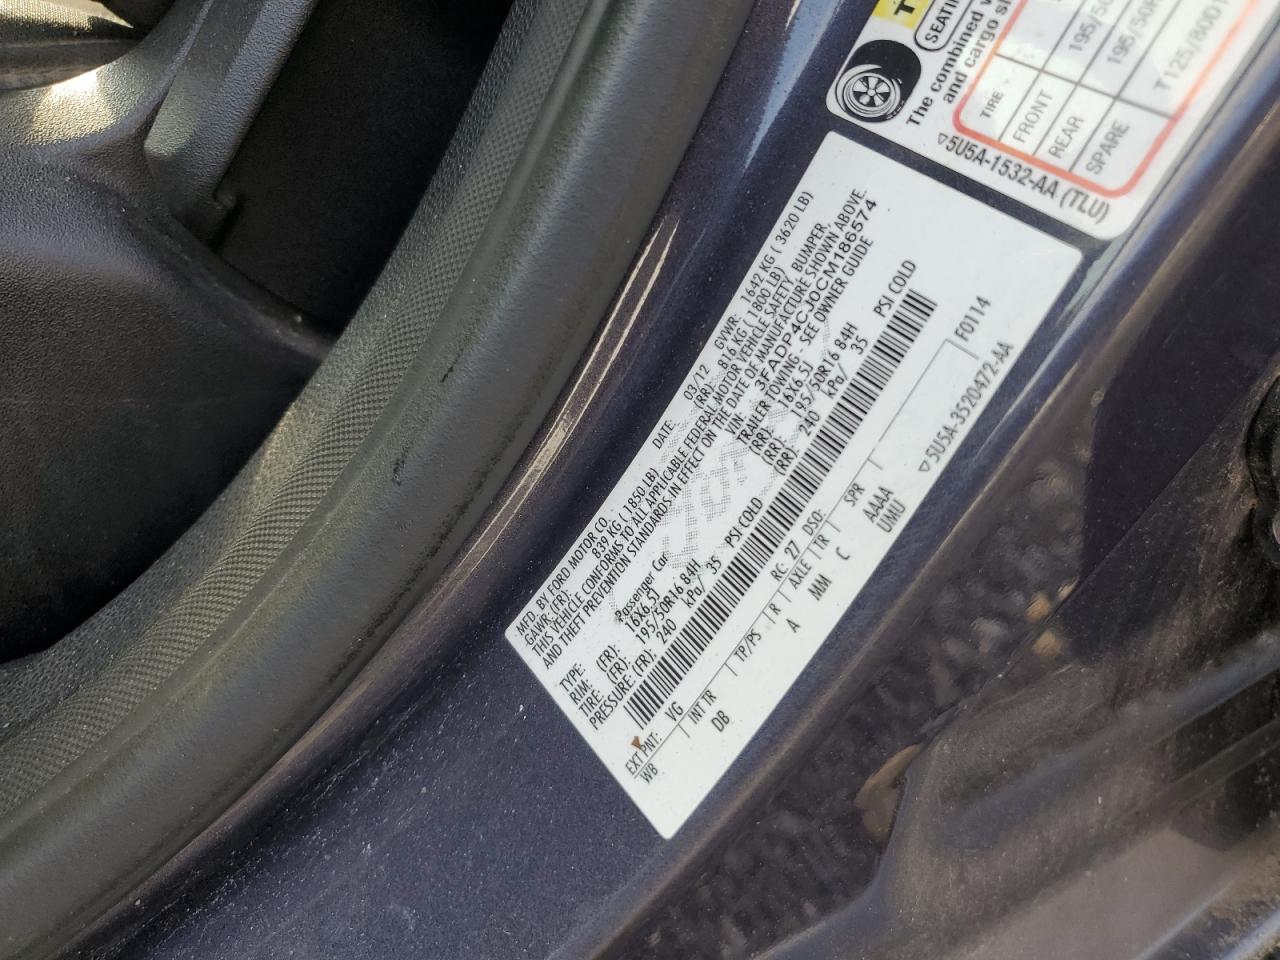 SEATIN
The combined w
and cargo sh
TIRE
FRONT
REAR
SPARE
195/50
195/50R
T125/80D1
▽5U5A-1532-AA (TLU)
MFD. BY FORD MOTOR CO. DATE: 03/12 GVWR: 1642 KG ( 3620 LB)
GAWR:(FR): 839 KG ( 1850 LB) (RR): 816 KG ( 1800 LB)
THIS VEHICLE CONFORMS TO ALL APPLICABLE FEDERAL MOTOR VEHICLE SAFETY, BUMPER,
AND THEFT PREVENTION STANDARDS IN EFFECT ON THE DATE OF MANUFACTURE SHOWN ABOVE.
VIN: 3FADP4CJ0CM186574
TYPE: Passenger Car TRAILER TOWING - SEE OWNER GUIDE
RIM: (FR): 16X6.5J (RR): 16X6.5J
TIRE: (FR): 195/50R16 84H (RR): 195/50R16 84H
PRESSURE: (FR): 240 kPa/ 35 PSI COLD (RR): 240 kPa/ 35 PSI COLD
EXT PNT: VG RC: 27 DSO: F0114
WB INT TR TP/PS R AXLE TR SPR
DB A MM C AAAA
UMU
▽5U5A-3520472-AA